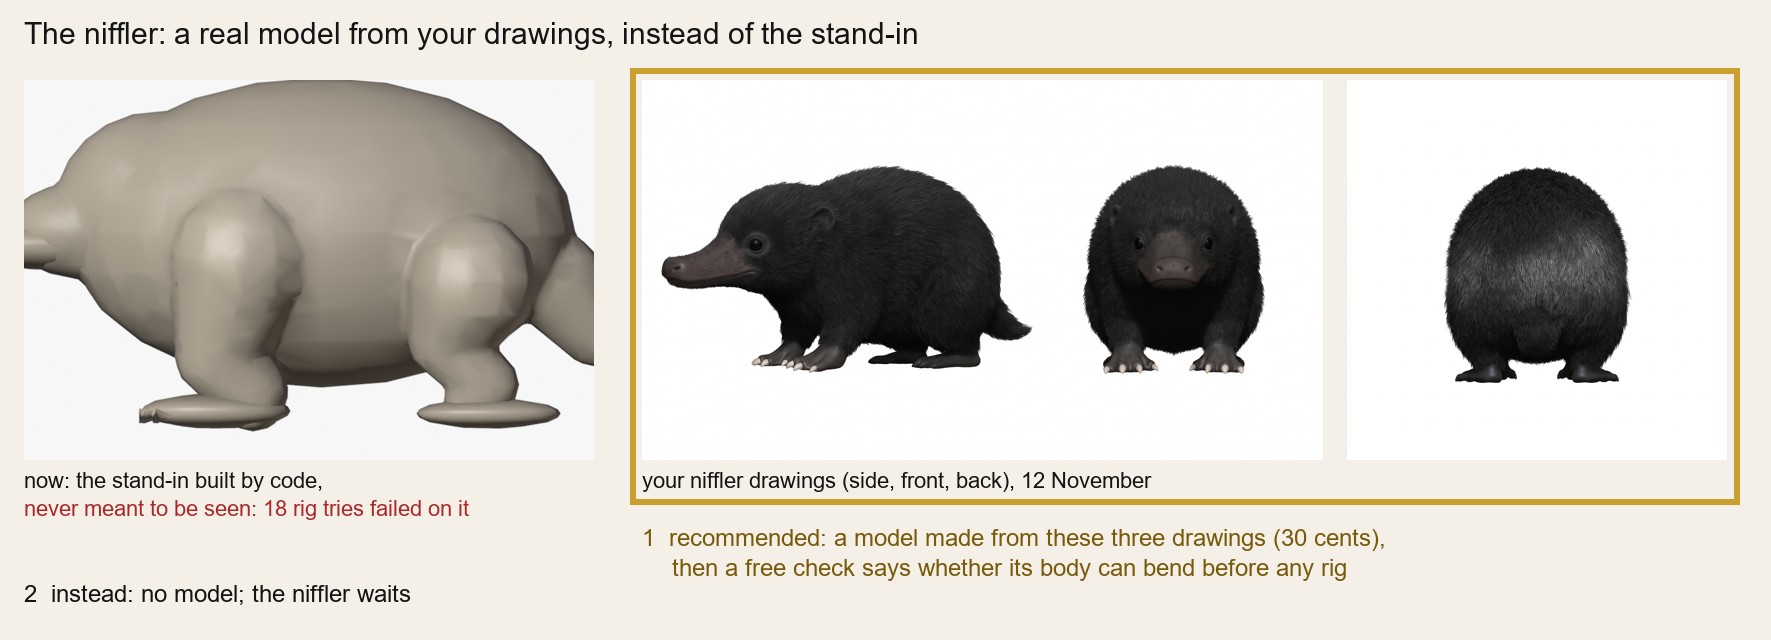 The niffler: a real model from your drawings, instead of the stand-in
now: the stand-in built by code,
never meant to be seen: 18 rig tries failed on it
your niffler drawings (side, front, back), 12 November
1 recommended: a model made from these three drawings (30 cents),
then a free check says whether its body can bend before any rig
2 instead: no model; the niffler waits